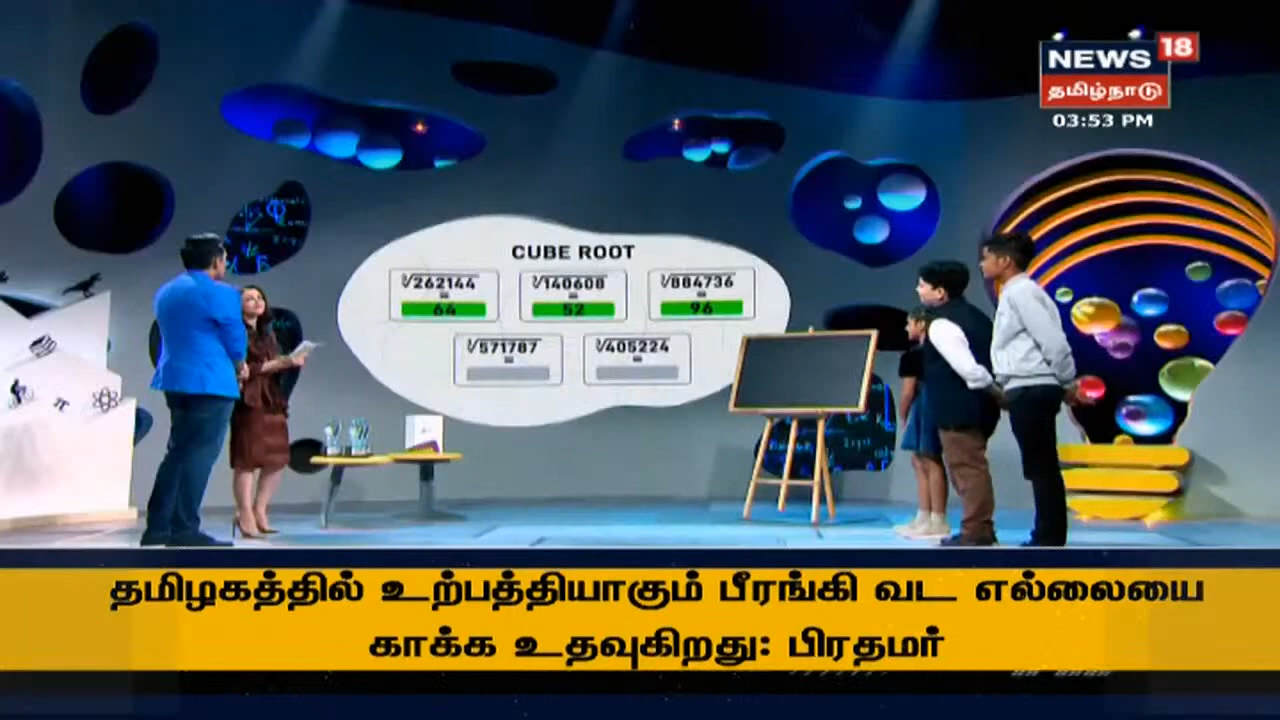 NEWS 18
தமிழ்நாடு
03:53 PM
CUBE ROOT
∛262144
=
64
∛140608
=
52
∛884736
=
96
∛571787
=
∛405224
=
π
தமிழகத்தில் உற்பத்தியாகும் பீரங்கி வட எல்லையை
காக்க உதவுகிறது: பிரதமர்